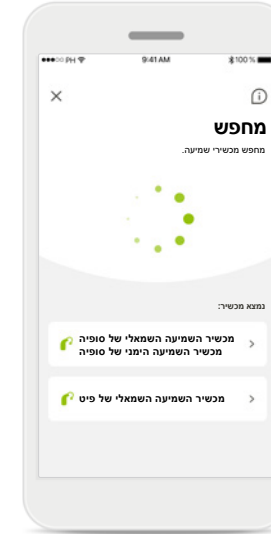 PH 9:41 AM 100%
מחפש
מחפש מכשירי שמיעה.
נמצא מכשיר:
מכשיר השמיעה השמאלי של סופיה
מכשיר השמיעה הימני של סופיה
מכשיר השמיעה השמאלי של פיט